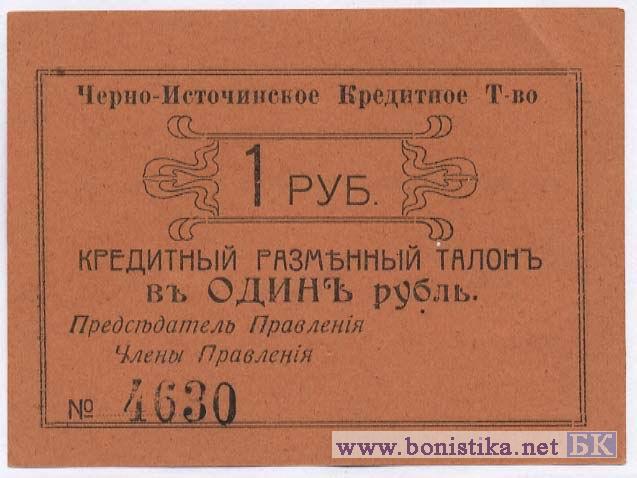 Черно-Источинское Кредитное Т-во
1 РУБ.
КРЕДИТНЫЙ РАЗМѢННЫЙ ТАЛОНЪ
въ ОДИНЪ рубль.
Предсѣдатель Правленія
Члены Правленія
№ 4630
www.bonistika.net БК